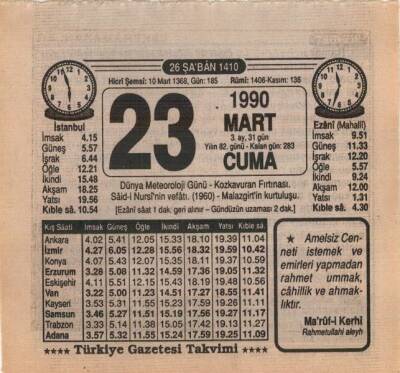 26 ŞA'BÂN 1410
Hicrî Şemsî: 10 Mart 1368, Gün: 185 Rûmî: 1406-Kasım: 136
23
1990
MART
3. ay, 31 gün
Yılın 82. günü - Kalan gün: 283
CUMA
İstanbul
İmsak 4.15
Güneş 5.57
İşrak 6.44
Öğle 12.21
İkindi 15.48
Akşam 18.25
Yatsı 19.56
Kıble sâ. 10.54
Ezânî (Mahallî)
İmsak 9.51
Güneş 11.33
İşrak 12.20
Öğle 5.57
İkindi 9.24
Akşam 12.00
Yatsı 1.31
Kıble sâ. 4.30
Dünya Meteoroloji Günü - Kozkavuran Fırtınası.
Sâid-i Nursî'nin vefâtı. (1960) - Malazgirt'in kurtuluşu.
[Ezânî sâat 1 dak. geri alınır – Gündüzün uzaması 2 dak.]
Kış Sâati İmsak Güneş Öğle İkindi Akşam Yatsı Kıble sâ.
Ankara 4.02 5.41 12.05 15.33 18.10 19.39 11.04
İzmir 4.27 6.05 12.28 15.56 18.32 19.59 10.42
Konya 4.07 5.43 12.07 15.35 18.11 19.38 11.11
Erzurum 3.28 5.08 11.32 14.59 17.36 19.05 11.32
Eskişehir 4.11 5.51 12.15 15.43 18.19 19.48 10.56
Van 3.22 5.00 11.23 14.51 17.27 18.55 11.41
Kayseri 3.53 5.31 11.55 15.23 17.59 19.26 11.11
Samsun 3.46 5.27 11.51 15.19 17.56 19.27 11.17
Trabzon 3.33 5.14 11.38 15.05 17.43 19.13 11.27
Adana 3.57 5.32 11.55 15.24 17.59 19.25 11.09
★ Amelsiz Cen-
neti istemek ve
emirleri yapmadan
rahmet ummak,
câhillik ve ahmak-
lıktır.
Ma'rûf-i Kerhî
Rahmetullahi aleyh
★★★★ Türkiye Gazetesi Takvimi ★★★★